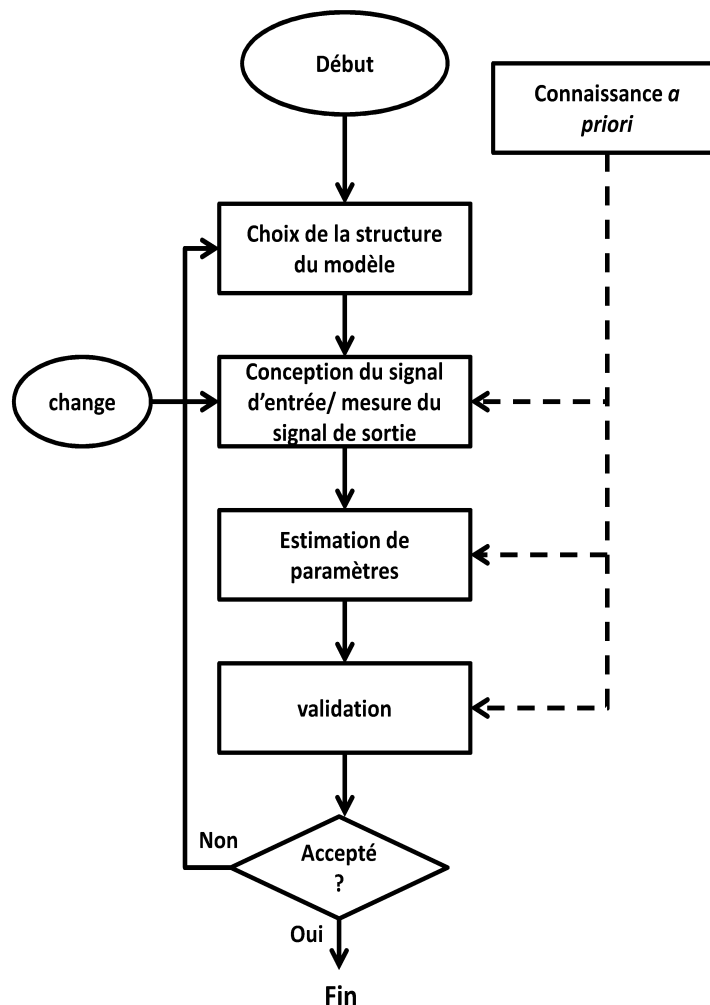 Début
Connaissance a
priori
Choix de la structure
du modèle
change
Conception du signal
d'entrée/ mesure du
signal de sortie
Estimation de
paramètres
validation
Non
Accepté
?
Oui
Fin